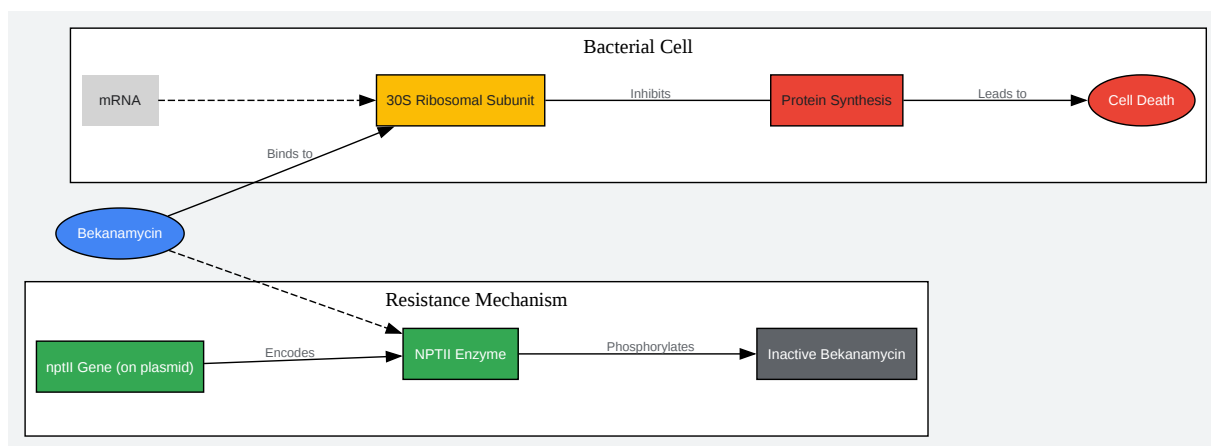 Bacterial Cell
mRNA
30S Ribosomal Subunit
Inhibits
Protein Synthesis
Leads to
Cell Death
Binds to
Bekanamycin
Resistance Mechanism
nptII Gene (on plasmid)
Encodes
NPTII Enzyme
Phosphorylates
Inactive Bekanamycin